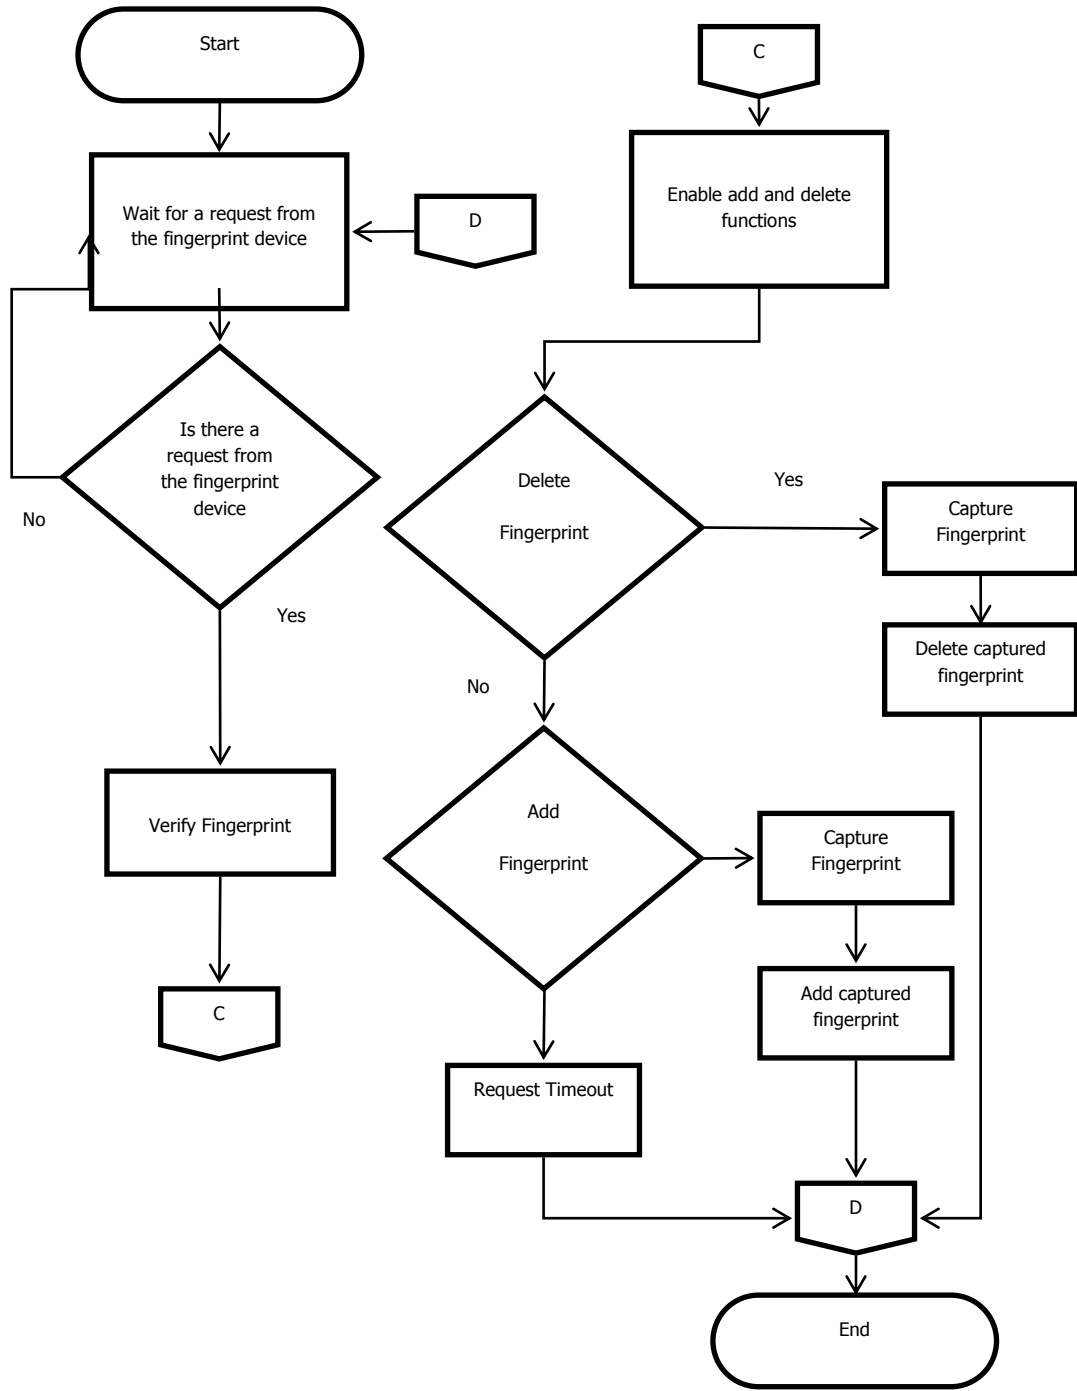 Start
Wait for a request from
the fingerprint device
D
Is there a
request from
the fingerprint
device
No
Yes
Verify Fingerprint
C
C
Enable add and delete
functions
Delete
Fingerprint
Yes
Capture
Fingerprint
Delete captured
fingerprint
No
Add
Fingerprint
Capture
Fingerprint
Add captured
fingerprint
Request Timeout
D
End